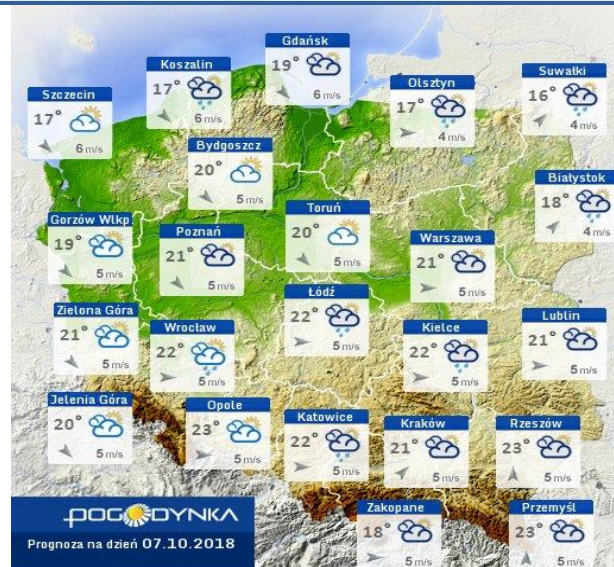 Gdańsk
19°
6 m/s
Koszalin
17°
6 m/s
Suwałki
16°
4 m/s
Olsztyn
17°
4 m/s
Szczecin
17°
6 m/s
Bydgoszcz
20°
5 m/s
Białystok
18°
4 m/s
Gorzów Wlkp
19°
5 m/s
Poznań
21°
5 m/s
Toruń
20°
5 m/s
Warszawa
21°
5 m/s
Łódź
22°
5 m/s
Zielona Góra
21°
5 m/s
Wrocław
22°
5 m/s
Kielce
22°
5 m/s
Lublin
21°
5 m/s
Jelenia Góra
20°
5 m/s
Opole
23°
5 m/s
Katowice
22°
5 m/s
Kraków
21°
5 m/s
Rzeszów
23°
5 m/s
Zakopane
18°
5 m/s
Przemyśl
23°
5 m/s
POGODYNKA
Prognoza na dzień 07.10.2018